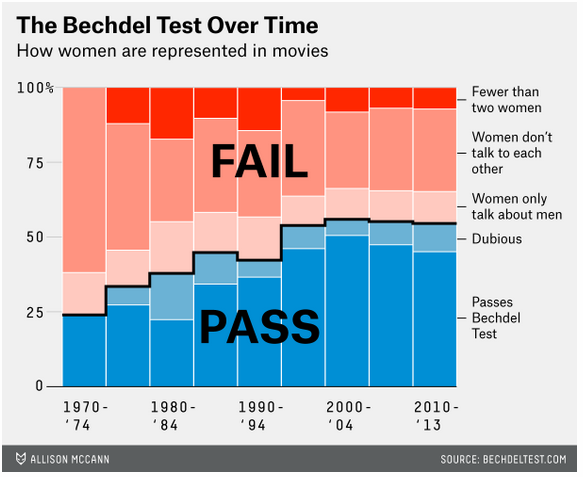 The Bechdel Test Over Time
How women are represented in movies
100%
75
50
25
0
FAIL
PASS
Fewer than
two women
Women don't
talk to each
other
Women only
talk about men
Dubious
Passes
Bechdel
Test
1970-
'74
1980-
'84
1990-
'94
2000-
'04
2010-
'13
ALLISON MCCANN
SOURCE: BECHDELTEST.COM